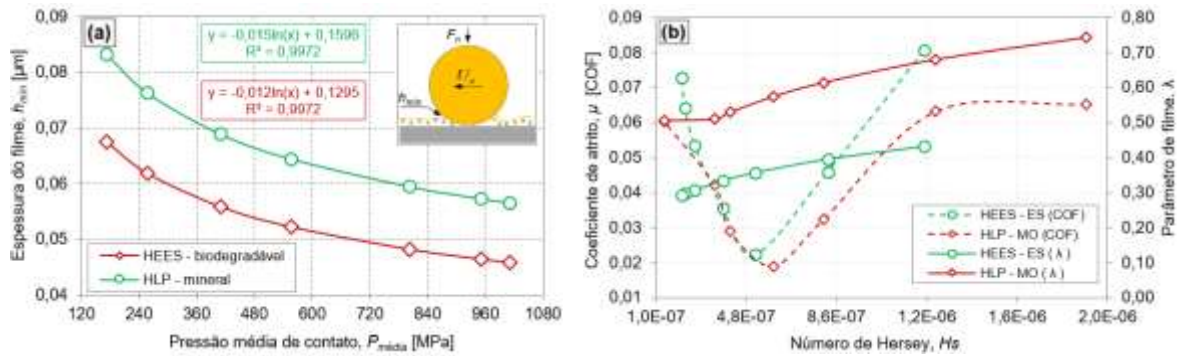 (a)
y = -0,015ln(x) + 0,1596
R² = 0,9972
y = -0,012ln(x) + 0,1295
R² = 0,9972
Fn
hmin
Espessura do filme, hmin [μm]
0,09
0,08
0,07
0,06
0,05
0,04
120 240 360 480 600 720 840 960 1080
Pressão média de contato, Pmédia [MPa]
HEES - biodegradável
HLP - mineral
(b)
Coeficiente de atrito, μ [COF]
0,09
0,08
0,07
0,06
0,05
0,04
0,03
0,02
0,01
Parâmetro de filme, λ
0,80
0,70
0,60
0,50
0,40
0,30
0,20
0,10
0,00
1,0E-07 4,8E-07 8,6E-07 1,2E-06 1,6E-06 2,0E-06
Número de Hersey, Hs
HEES - ES (COF)
HLP - MO (COF)
HEES - ES (λ)
HLP - MO (λ)